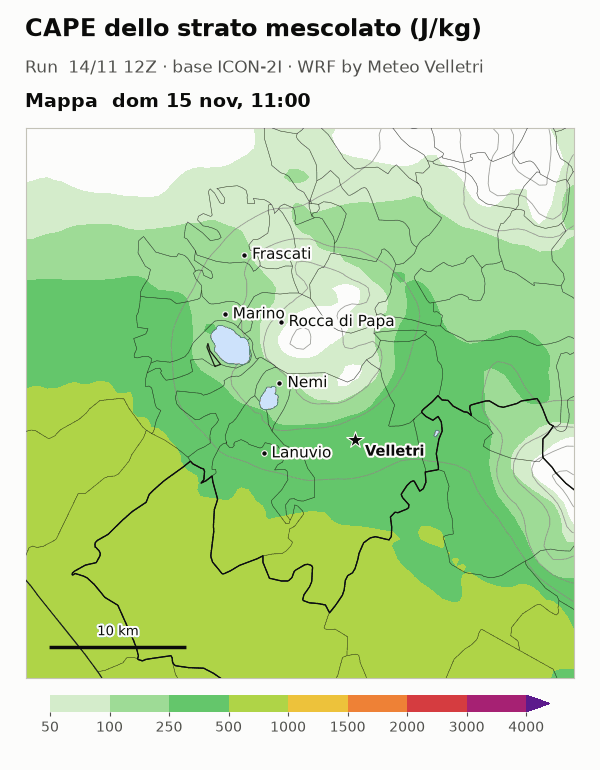 CAPE dello strato mescolato (J/kg)
Run  14/11 12Z · base ICON-2I · WRF by Meteo Velletri
Mappa  dom 15 nov, 11:00
Frascati
Marino
Rocca di Papa
Nemi
Velletri
Lanuvio
10 km
50 100 250 500 1000 1500 2000 3000 4000